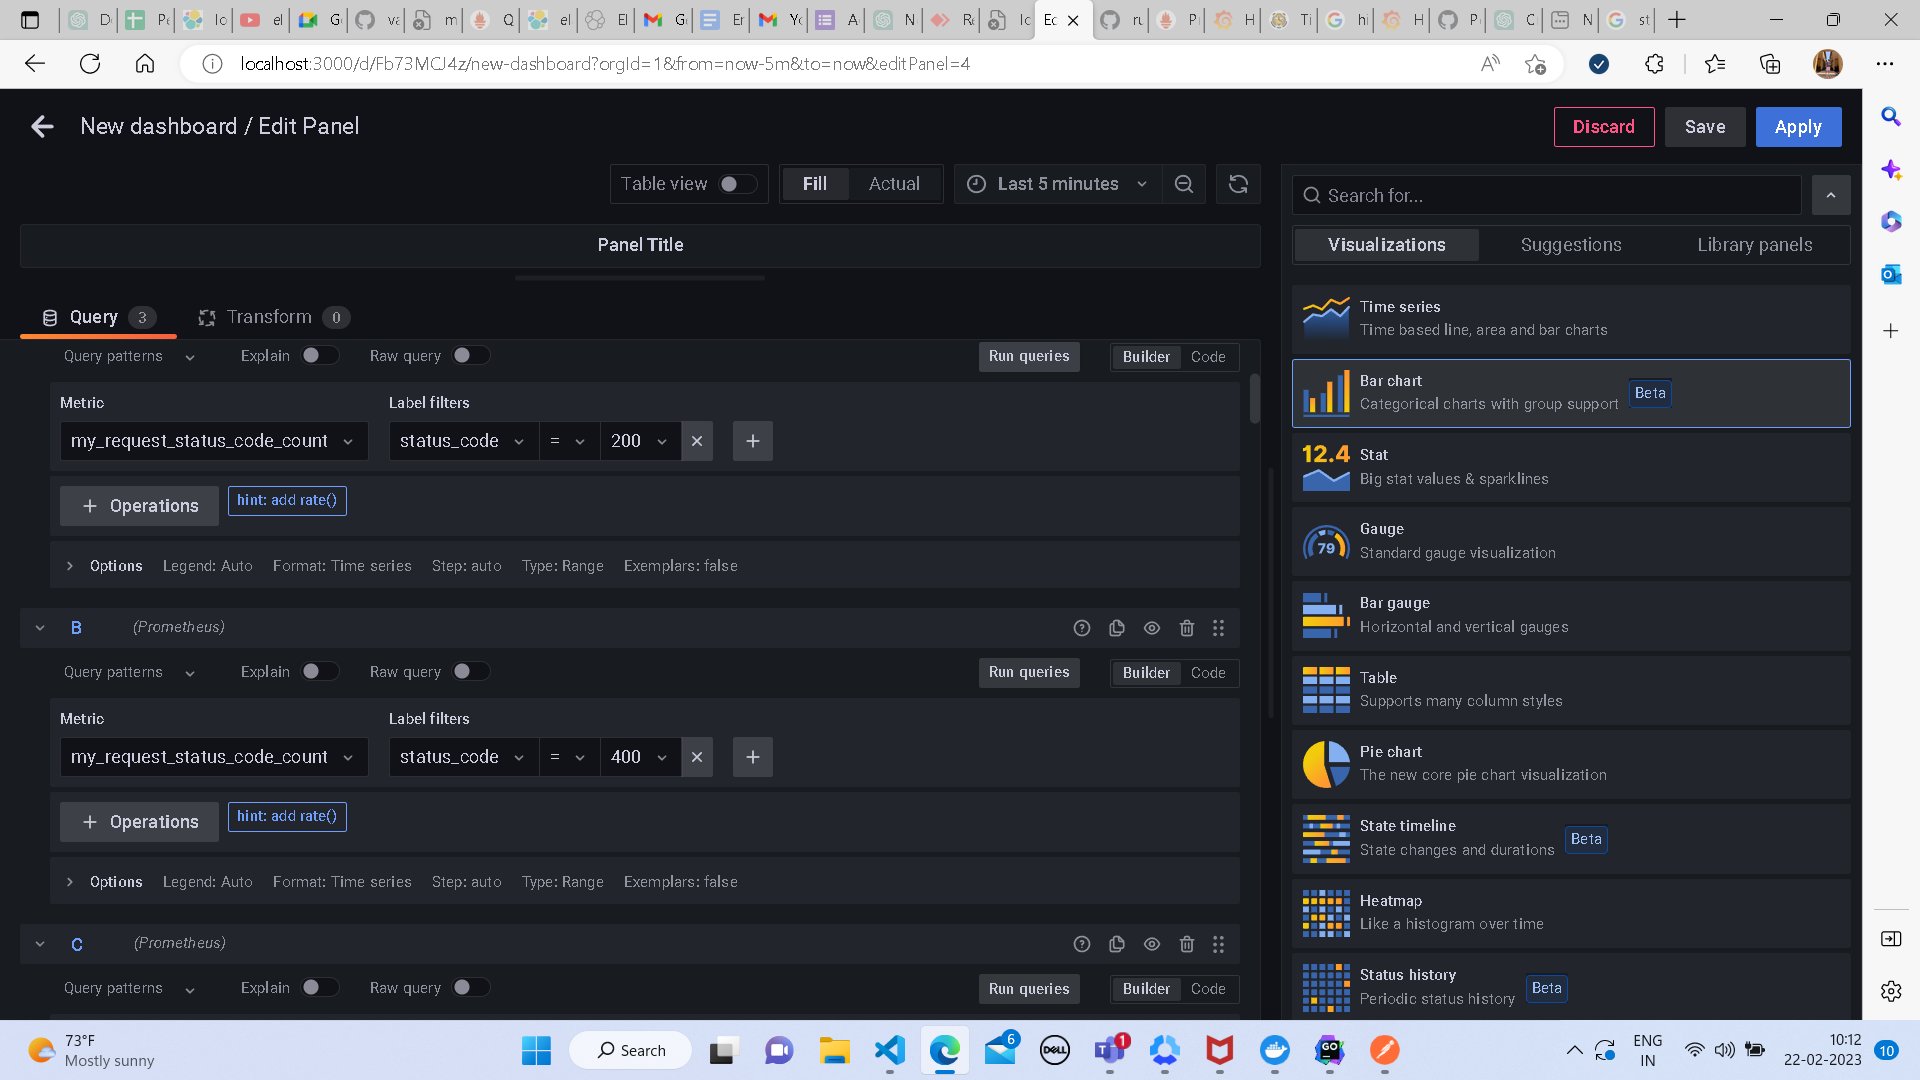 localhost:3000/d/Fb73MCJ4z/new-dashboard?orgId=1&from=now-5m&to=now&editPanel=4
New dashboard / Edit Panel
Discard
Save
Apply
Table view
Fill
Actual
Last 5 minutes
Search for...
Panel Title
Visualizations
Suggestions
Library panels
Query 3
Transform 0
Query patterns
Explain
Raw query
Run queries
Builder
Code
Metric
Label filters
my_request_status_code_count
status_code
=
200
+ Operations
hint: add rate()
Options
Legend: Auto
Format: Time series
Step: auto
Type: Range
Exemplars: false
B
(Prometheus)
Query patterns
Explain
Raw query
Run queries
Builder
Code
Metric
Label filters
my_request_status_code_count
status_code
=
400
+ Operations
hint: add rate()
Options
Legend: Auto
Format: Time series
Step: auto
Type: Range
Exemplars: false
C
(Prometheus)
Query patterns
Explain
Raw query
Run queries
Builder
Code
Time series
Time based line, area and bar charts
Bar chart
Categorical charts with group support
Beta
12.4
Stat
Big stat values & sparklines
79
Gauge
Standard gauge visualization
Bar gauge
Horizontal and vertical gauges
Table
Supports many column styles
Pie chart
The new core pie chart visualization
State timeline
State changes and durations
Beta
Heatmap
Like a histogram over time
Status history
Periodic status history
Beta
73°F
Mostly sunny
Search
6
DELL
1
GO
ENG
IN
10:12
22-02-2023
10